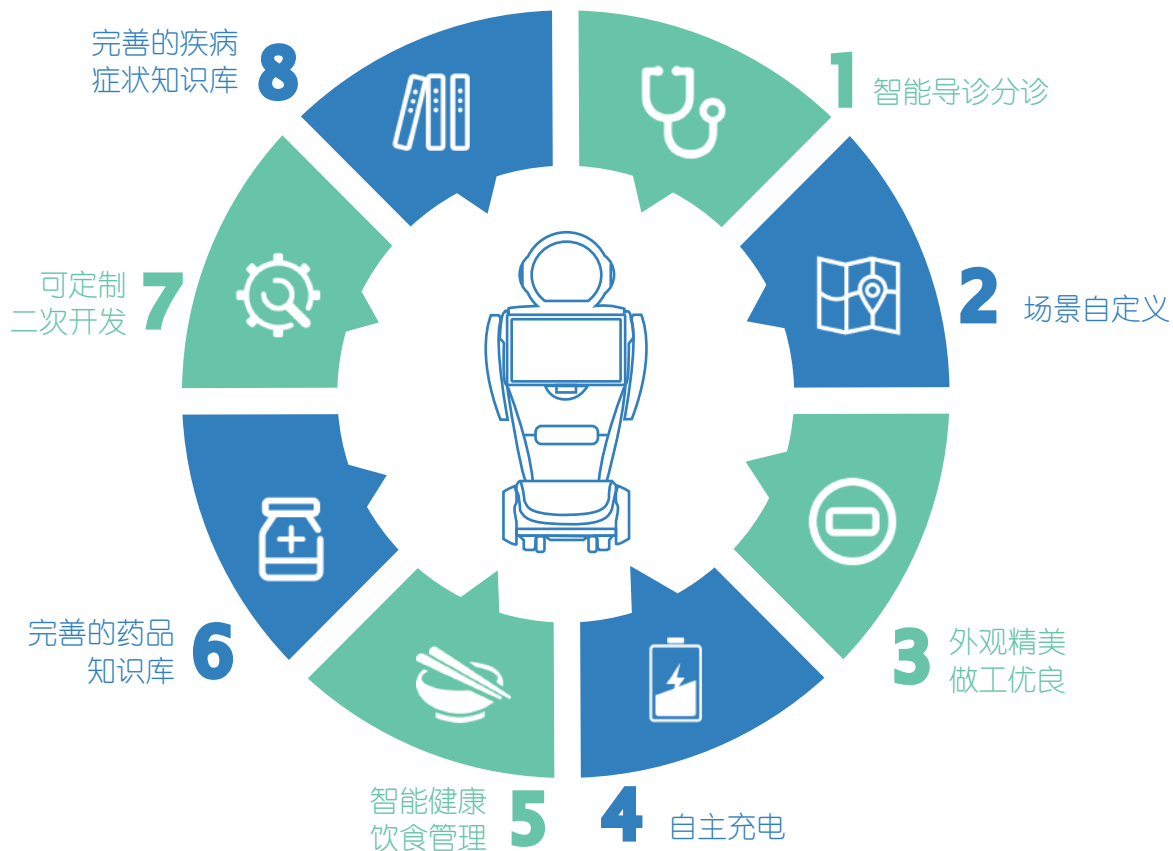 1
智能导诊分诊
2
场景自定义
3
外观精美
做工优良
4
自主充电
5
智能健康
饮食管理
6
完善的药品
知识库
7
可定制
二次开发
8
完善的疾病
症状知识库